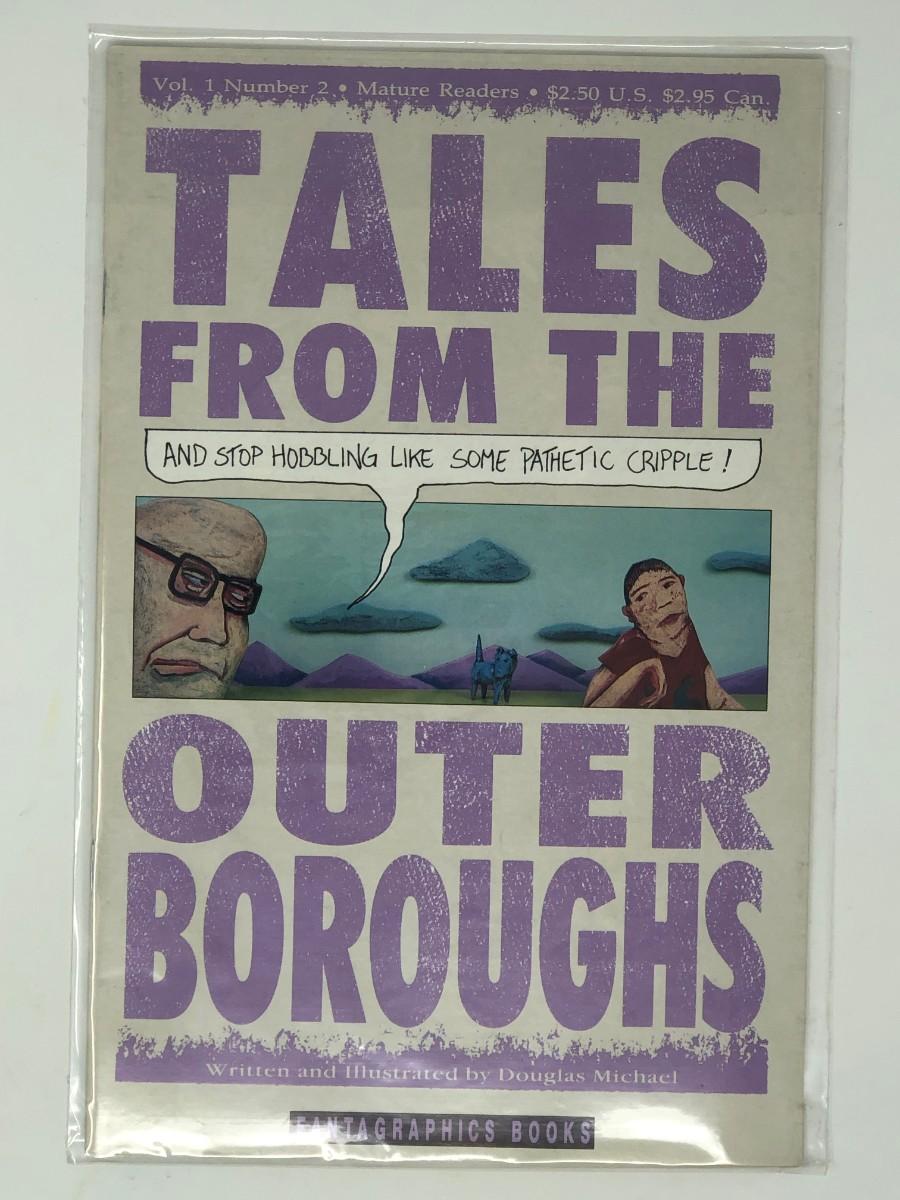 Vol. 1 Number 2 • Mature Readers • $2.50 U.S. $2.95 Can.
TALES
FROM THE
AND STOP HOBBLING LIKE SOME PATHETIC CRIPPLE !
OUTER
BOROUGHS
Written and Illustrated by Douglas Michael
FANTAGRAPHICS BOOKS